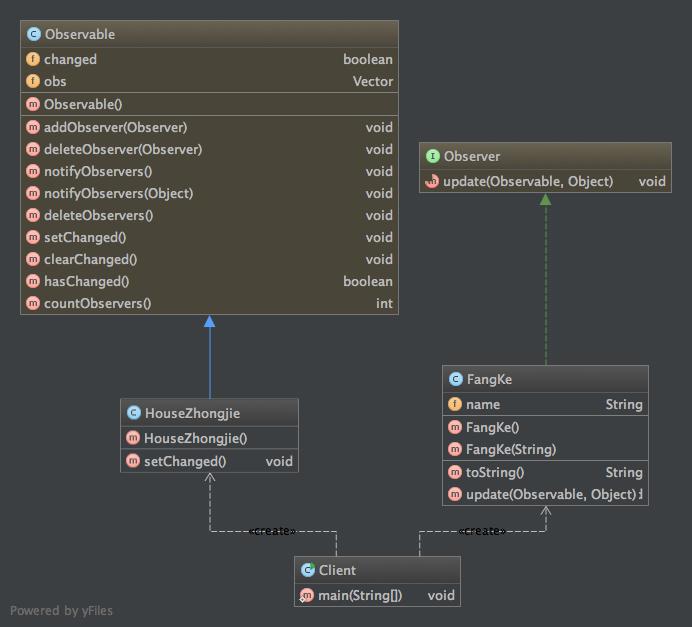 Observable
changed boolean
obs Vector
Observable()
addObserver(Observer) void
deleteObserver(Observer) void
notifyObservers() void
notifyObservers(Object) void
deleteObservers() void
setChanged() void
clearChanged() void
hasChanged() boolean
countObservers() int
Observer
update(Observable, Object) void
HouseZhongjie
HouseZhongjie()
setChanged() void
FangKe
name String
FangKe()
FangKe(String)
toString() String
update(Observable, Object)
«create»
«create»
Client
main(String[]) void
Powered by yFiles